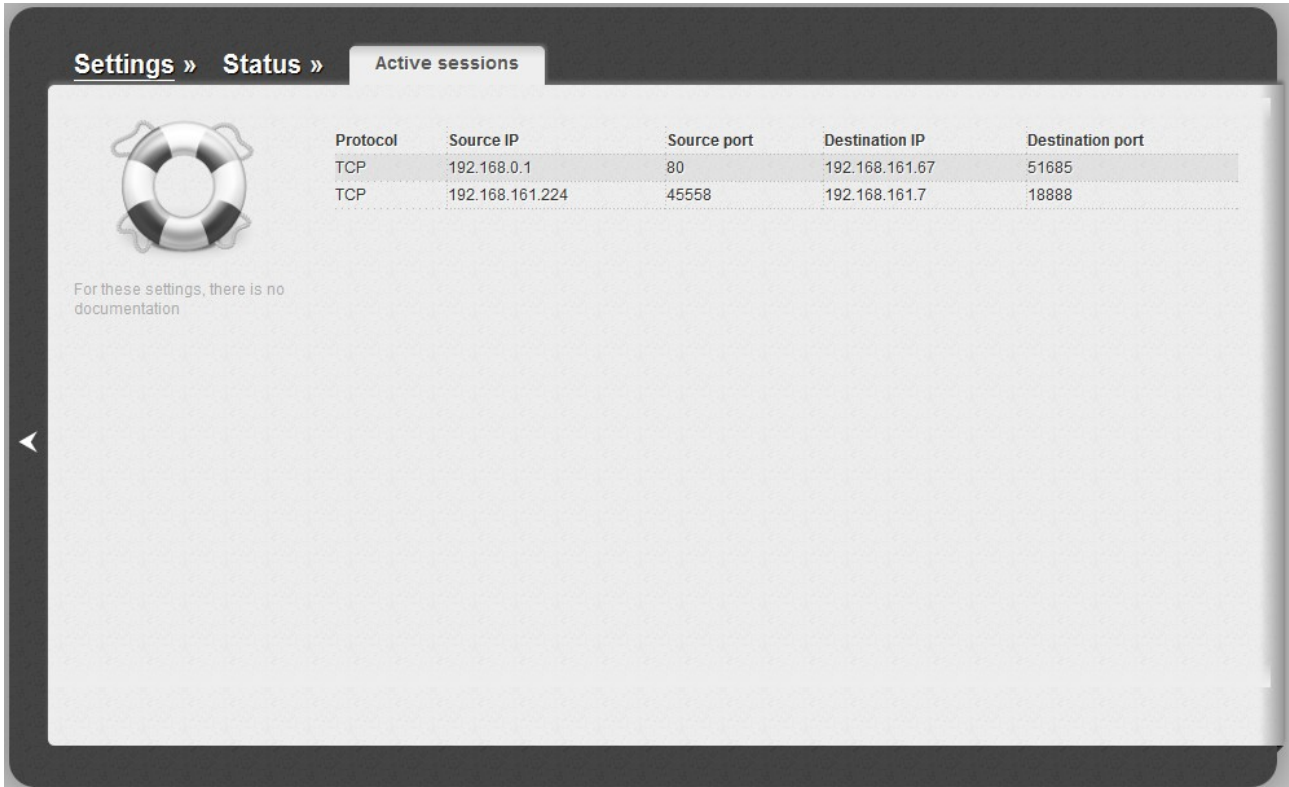 Settings » Status » Active sessions
Protocol Source IP Source port Destination IP Destination port
TCP 192.168.0.1 80 192.168.161.67 51685
TCP 192.168.161.224 45558 192.168.161.7 18888
For these settings, there is no
documentation